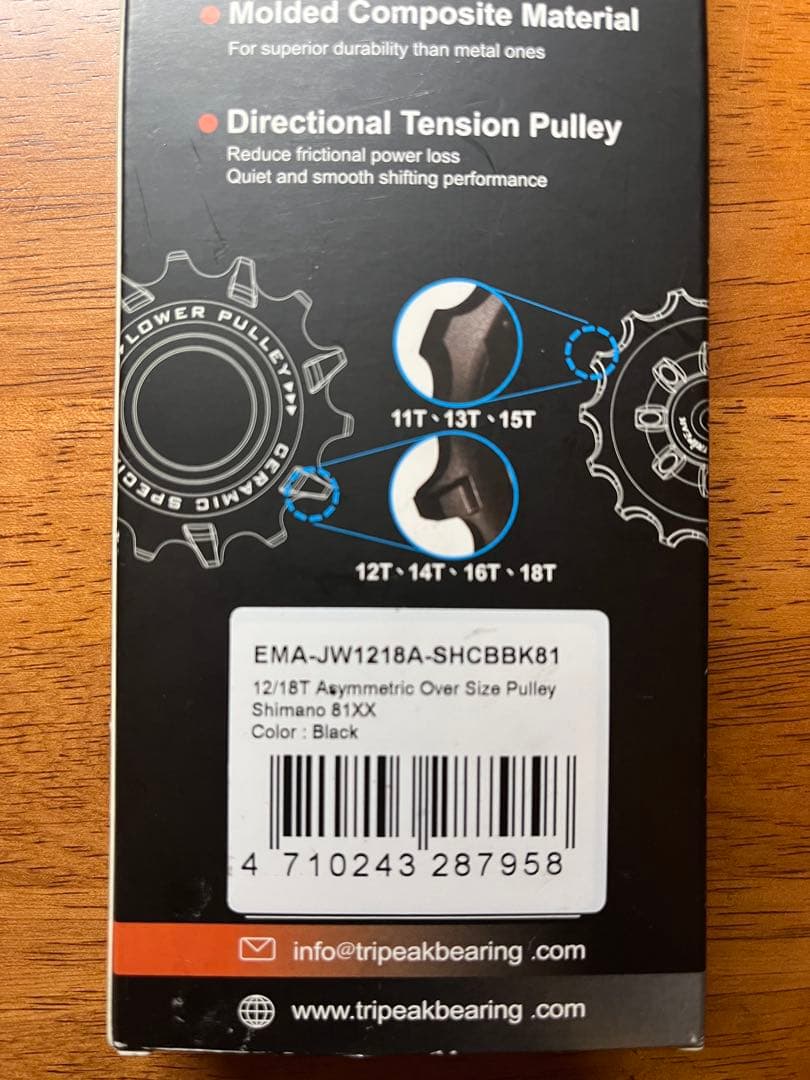 Molded Composite Material
For superior durability than metal ones
Directional Tension Pulley
Reduce frictional power loss
Quiet and smooth shifting performance
LOWER PULLEY
CERAMIC SPECI
11T、13T、15T
12T、14T、16T、18T
EMA-JW1218A-SHCBBK81
12/18T Asymmetric Over Size Pulley
Shimano 81XX
Color : Black
4 710243 287958
info@tripeakbearing .com
www.tripeakbearing .com